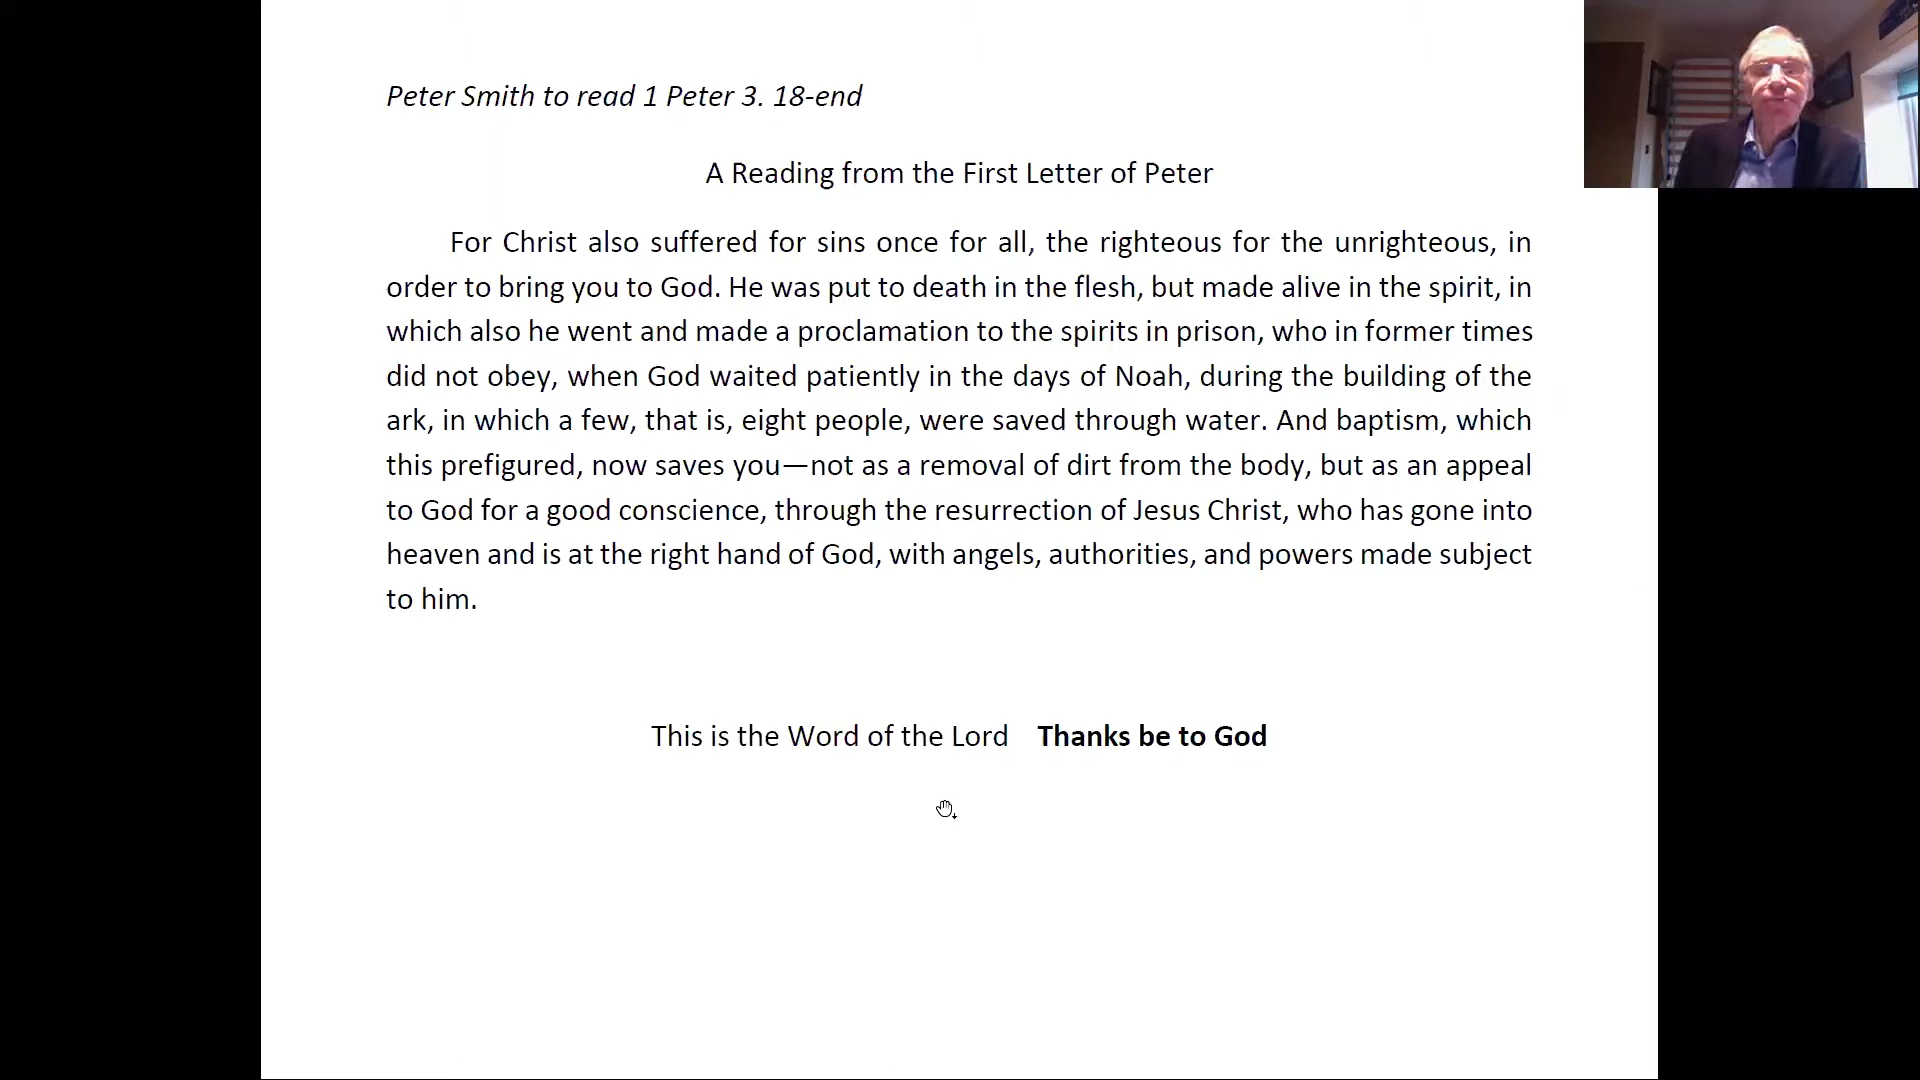 Peter Smith to read 1 Peter 3. 18-end
A Reading from the First Letter of Peter
For Christ also suffered for sins once for all, the righteous for the unrighteous, in
order to bring you to God. He was put to death in the flesh, but made alive in the spirit, in
which also he went and made a proclamation to the spirits in prison, who in former times
did not obey, when God waited patiently in the days of Noah, during the building of the
ark, in which a few, that is, eight people, were saved through water. And baptism, which
this prefigured, now saves you—not as a removal of dirt from the body, but as an appeal
to God for a good conscience, through the resurrection of Jesus Christ, who has gone into
heaven and is at the right hand of God, with angels, authorities, and powers made subject
to him.
This is the Word of the Lord Thanks be to God